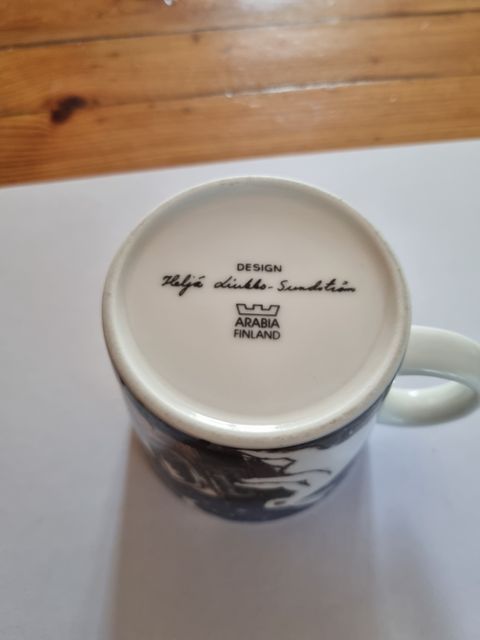 DESIGN
Heljä Liukko-Sundström
ARABIA
FINLAND